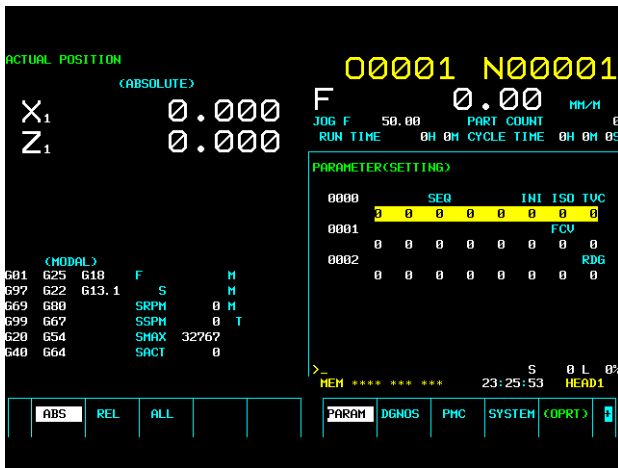 ACTUAL POSITION
(ABSOLUTE)
X1 0.000
Z1 0.000
(MODAL)
G01 G25 G18 F M
G97 G22 G13.1 S M
G69 G80 SRPM 0 M
G99 G67 SSPM 0 T
G20 G54 SMAX 32767
G40 G64 SACT 0
ABS REL ALL
O0001 N00001
F 0.00 MM/M
JOG F 50.00 PART COUNT 0
RUN TIME 0H 0M CYCLE TIME 0H 0M 0S
PARAMETER(SETTING)
0000 SEQ INI ISO TVC
0 0 0 0 0 0 0 0
0001 FCV
0 0 0 0 0 0 0 0
0002 RDG
0 0 0 0 0 0 0 0
>_ S 0 L 0%
MEM **** *** *** 23:25:53 HEAD1
PARAM DGNOS PMC SYSTEM (OPRT) +